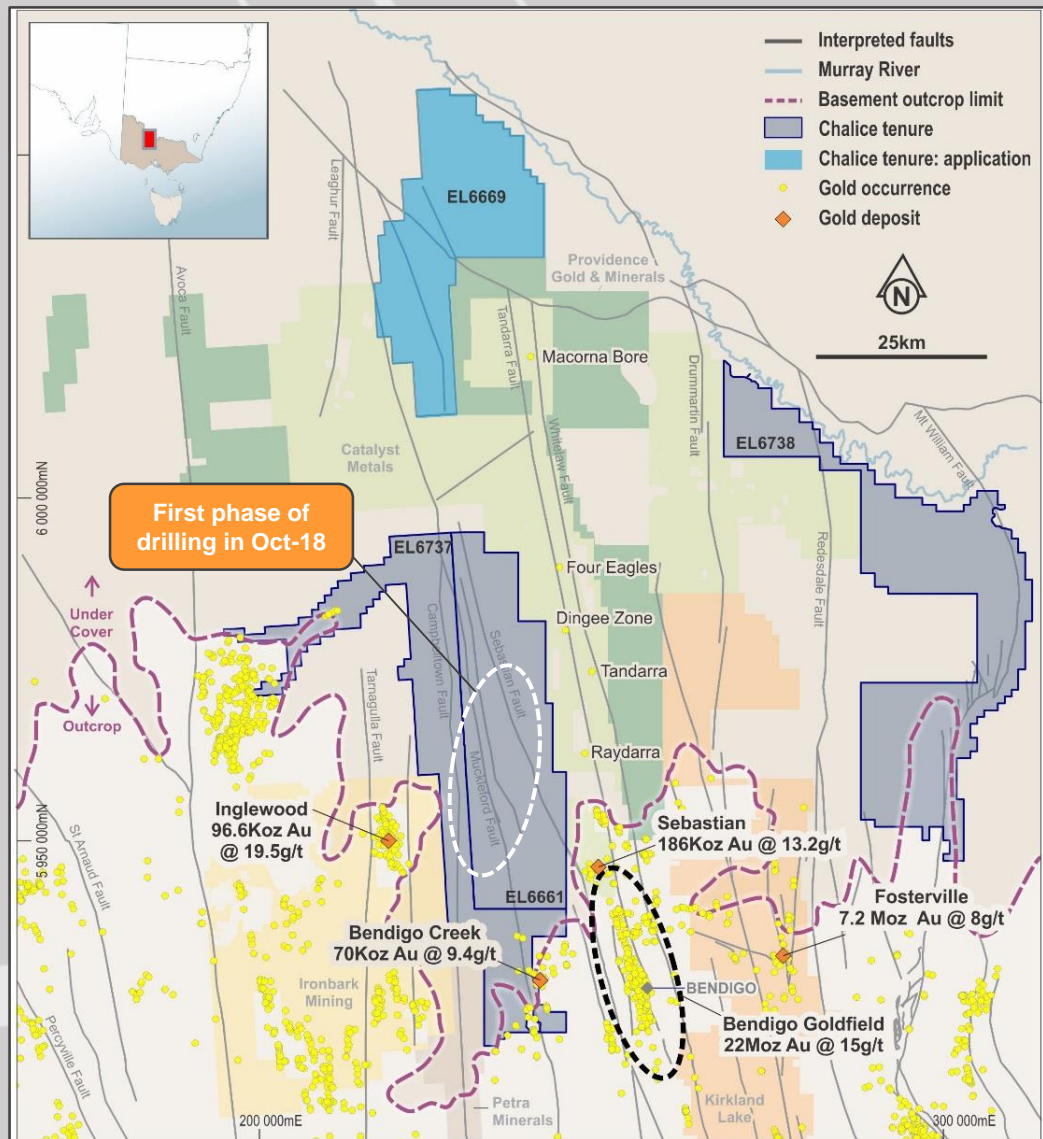 Interpreted faults
Murray River
Basement outcrop limit
Chalice tenure
Chalice tenure: application
Gold occurrence
Gold deposit
N
25km
EL6669
Leaghur Fault
Avoca Fault
Providence
Gold & Minerals
Tandarra Fault
Macorna Bore
Drummartin Fault
Whitelaw Fault
EL6738
Mt William Fault
Catalyst
Metals
6 000 000mN
First phase of
drilling in Oct-18
EL6737
Four Eagles
Redesdale Fault
Under
Cover
Outcrop
Dingee Zone
Campbelltown Fault
Sebastian Fault
Tandarra
Tarnagulla Fault
Raydarra
Muckleford Fault
Inglewood
96.6Koz Au
@ 19.5g/t
Sebastian
186Koz Au @ 13.2g/t
5 950 000mN
St Arnaud Fault
EL6661
Fosterville
7.2 Moz Au @ 8g/t
Bendigo Creek
70Koz Au @ 9.4g/t
Ironbark
Mining
BENDIGO
Bendigo Goldfield
22Moz Au @ 15g/t
Percyville Fault
Petra
Minerals
Kirkland
Lake
200 000mE
300 000mE